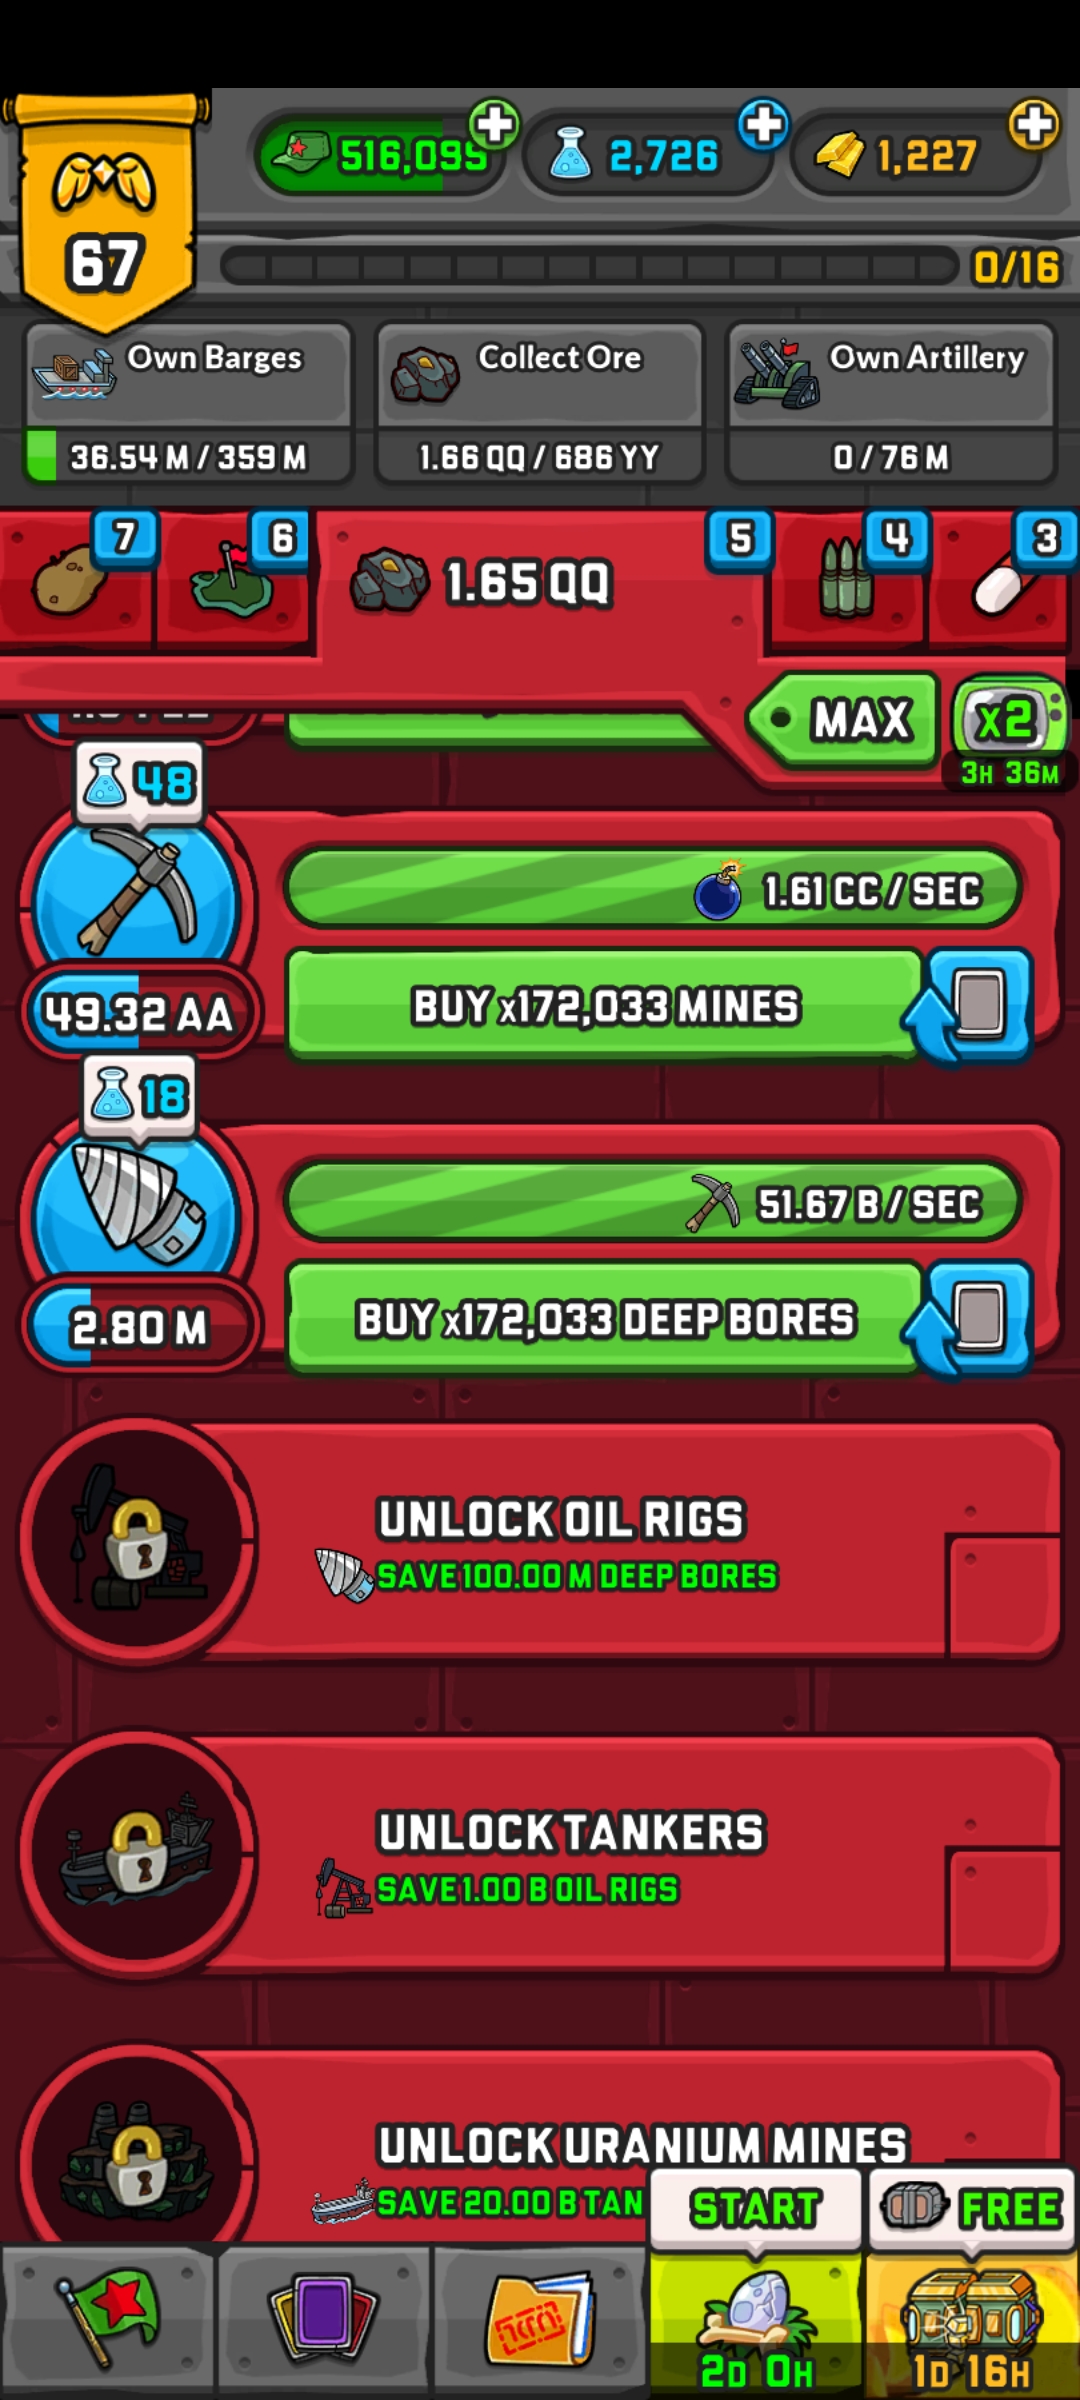 516,099
2,726
1,227
67
0/16
Own Barges
36.54 M / 359 M
Collect Ore
1.66 QQ / 686 YY
Own Artillery
0 / 76 M
7
6
1.65 QQ
5
4
3
MAX
x2
3H 36M
48
1.61 CC / SEC
49.32 AA
BUY x172,033 MINES
18
51.67 B / SEC
2.80 M
BUY x172,033 DEEP BORES
UNLOCK OIL RIGS
SAVE 100.00 M DEEP BORES
UNLOCK TANKERS
SAVE 1.00 B OIL RIGS
UNLOCK URANIUM MINES
SAVE 20.00 B TAN
START
FREE
2D 0H
1D 16H